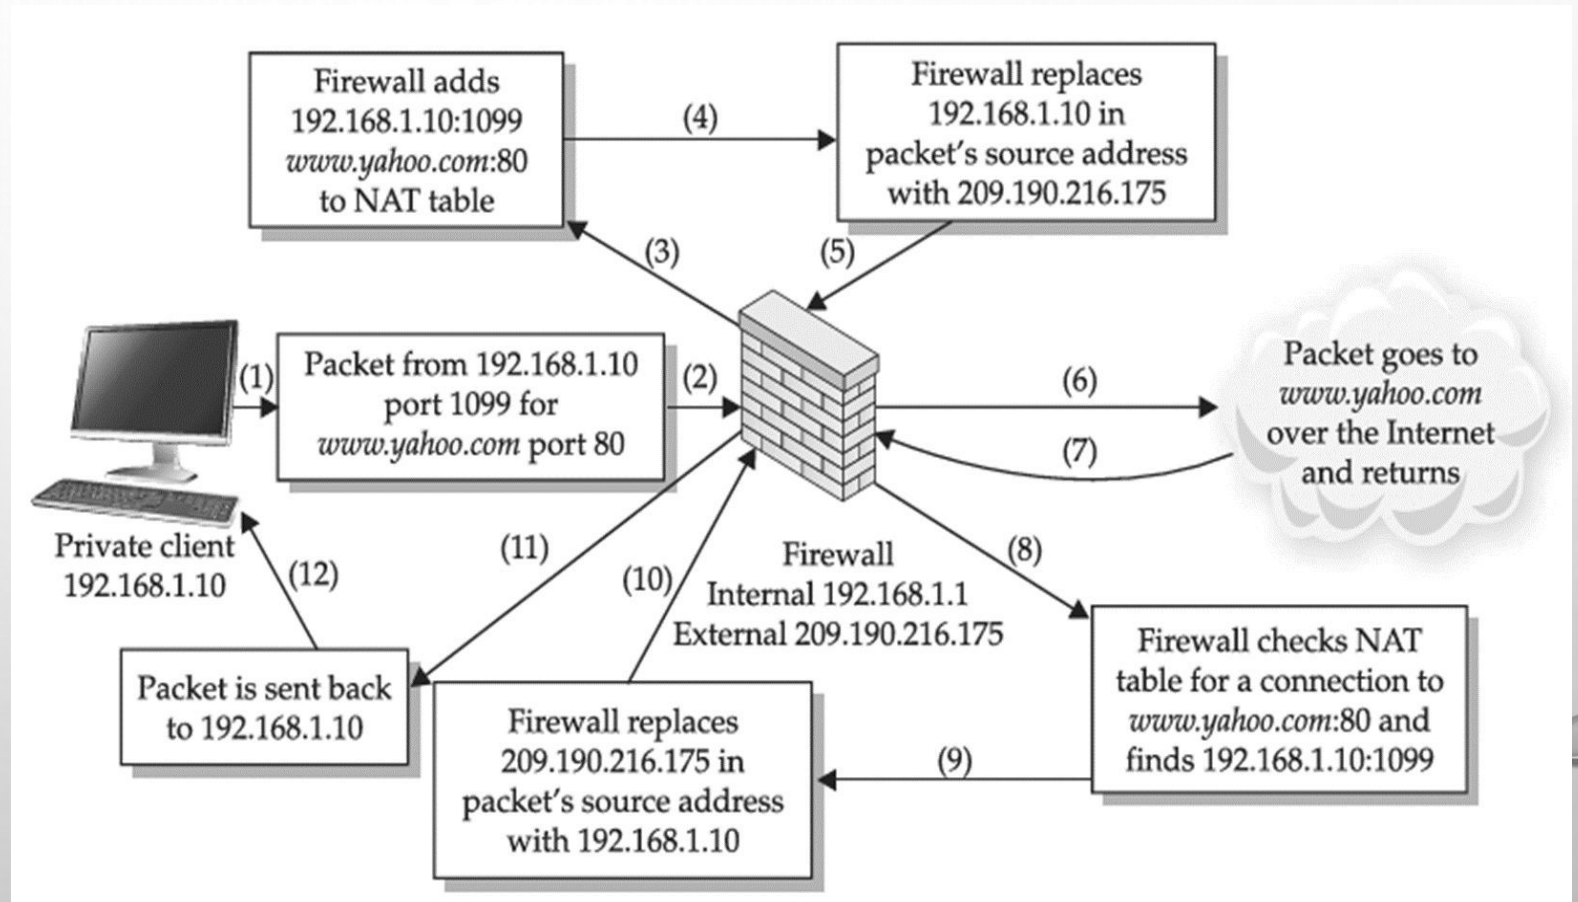 Firewall adds
192.168.1.10:1099
www.yahoo.com:80
to NAT table
(4)
Firewall replaces
192.168.1.10 in
packet's source address
with 209.190.216.175
(3)
(5)
(1)
Packet from 192.168.1.10
port 1099 for
www.yahoo.com port 80
(2)
(6)
(7)
Packet goes to
www.yahoo.com
over the Internet
and returns
Private client
192.168.1.10
(12)
(11)
(10)
Firewall
Internal 192.168.1.1
External 209.190.216.175
(8)
Packet is sent back
to 192.168.1.10
Firewall replaces
209.190.216.175 in
packet's source address
with 192.168.1.10
(9)
Firewall checks NAT
table for a connection to
www.yahoo.com:80 and
finds 192.168.1.10:1099